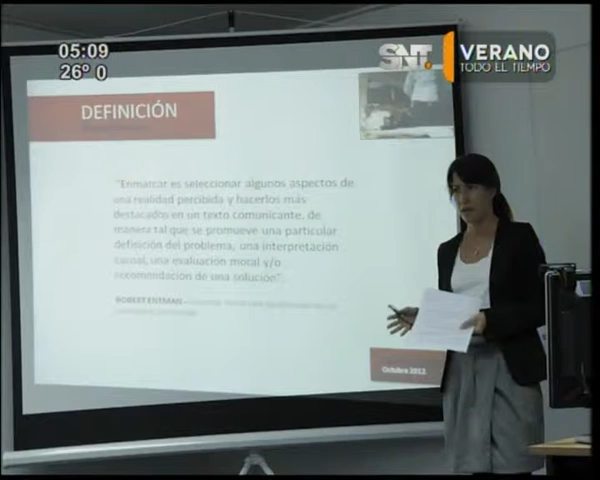 05:09
26º 0
SNT.
VERANO
TODO EL TIEMPO
DEFINICIÓN
"Enmarcar es seleccionar algunos aspectos de
una realidad percibida y hacerlos más
destacados en un texto comunicante, de
manera tal que se promueve una particular
definición del problema, una interpretación
causal, una evaluación moral y/o
recomendación de una solución".
ROBERT ENTMAN
Octubre 2012